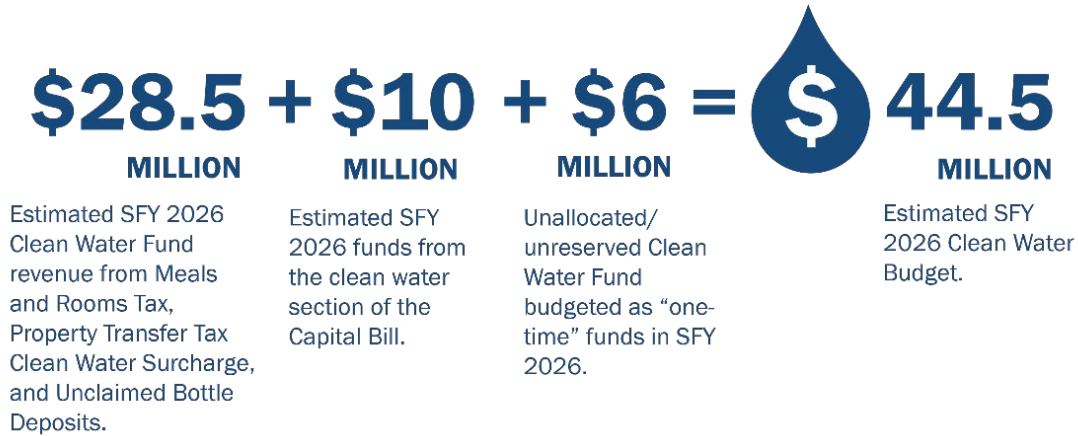 $28.5 + $10 + $6 = $ 44.5
MILLION MILLION MILLION MILLION
Estimated SFY 2026
Clean Water Fund
revenue from Meals
and Rooms Tax,
Property Transfer Tax
Clean Water Surcharge,
and Unclaimed Bottle
Deposits.
Estimated SFY
2026 funds from
the clean water
section of the
Capital Bill.
Unallocated/
unreserved Clean
Water Fund
budgeted as “one-
time” funds in SFY
2026.
Estimated SFY
2026 Clean Water
Budget.